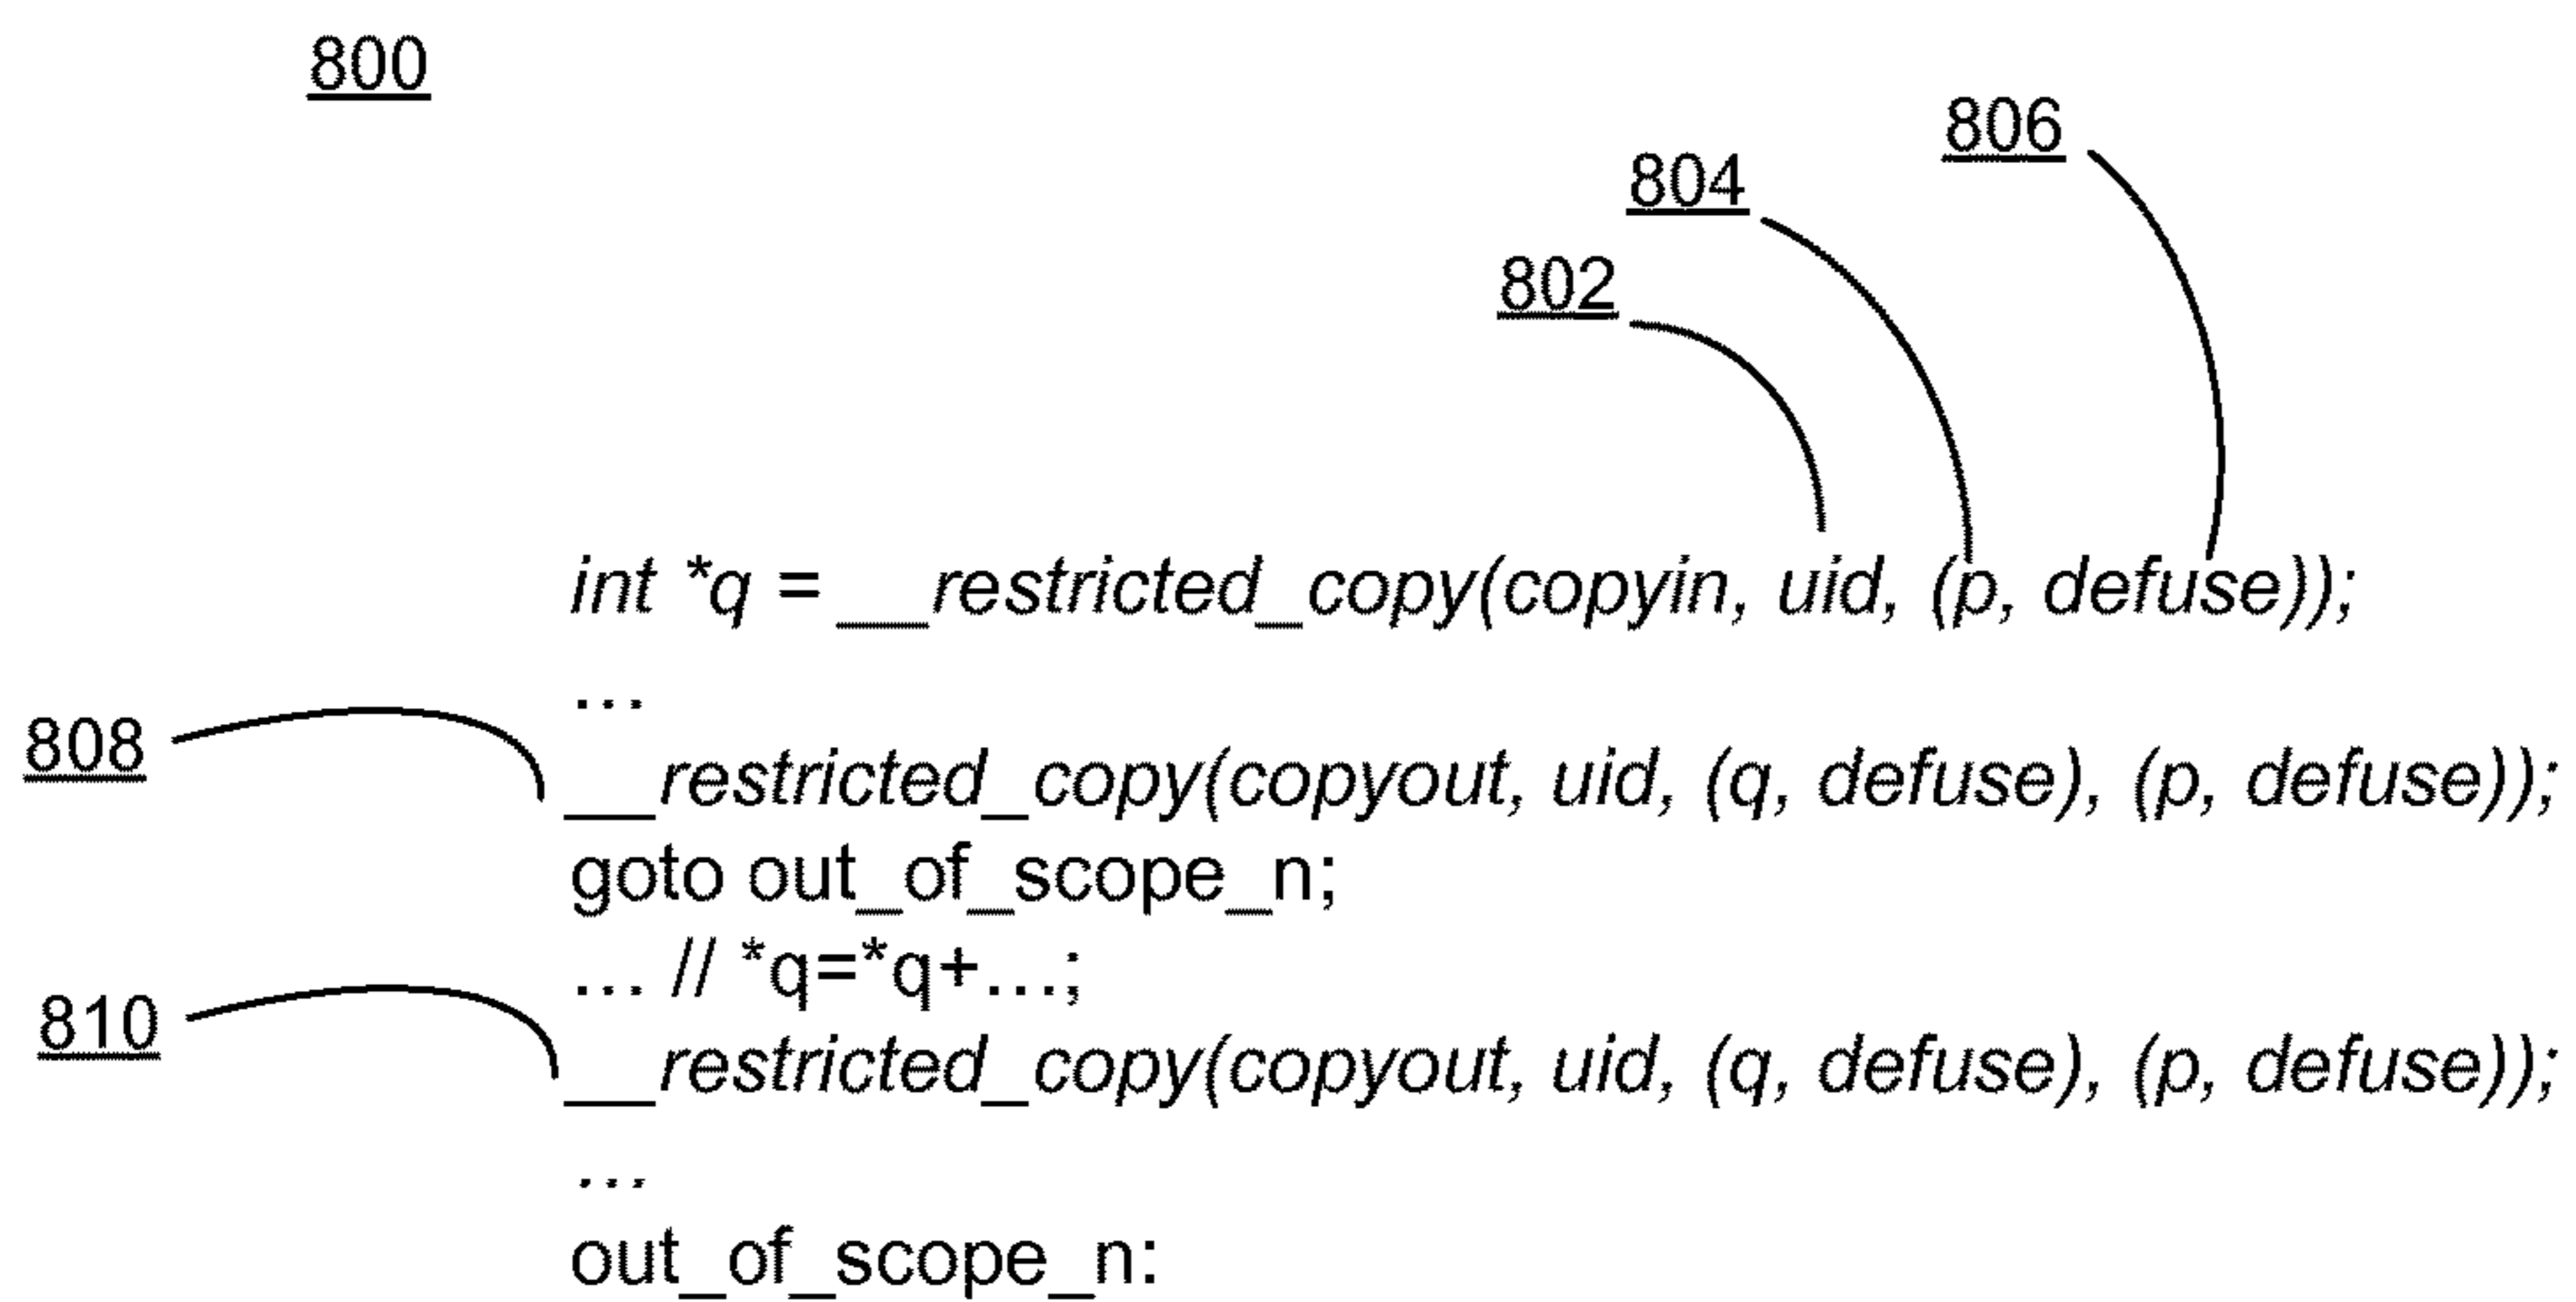 800
806
804
802
int *q = __restricted_copy(copyin, uid, (p, defuse));
...
808
__restricted_copy(copyout, uid, (q, defuse), (p, defuse));
goto out_of_scope_n;
... // *q=*q+...;
810
__restricted_copy(copyout, uid, (q, defuse), (p, defuse));
...
out_of_scope_n: